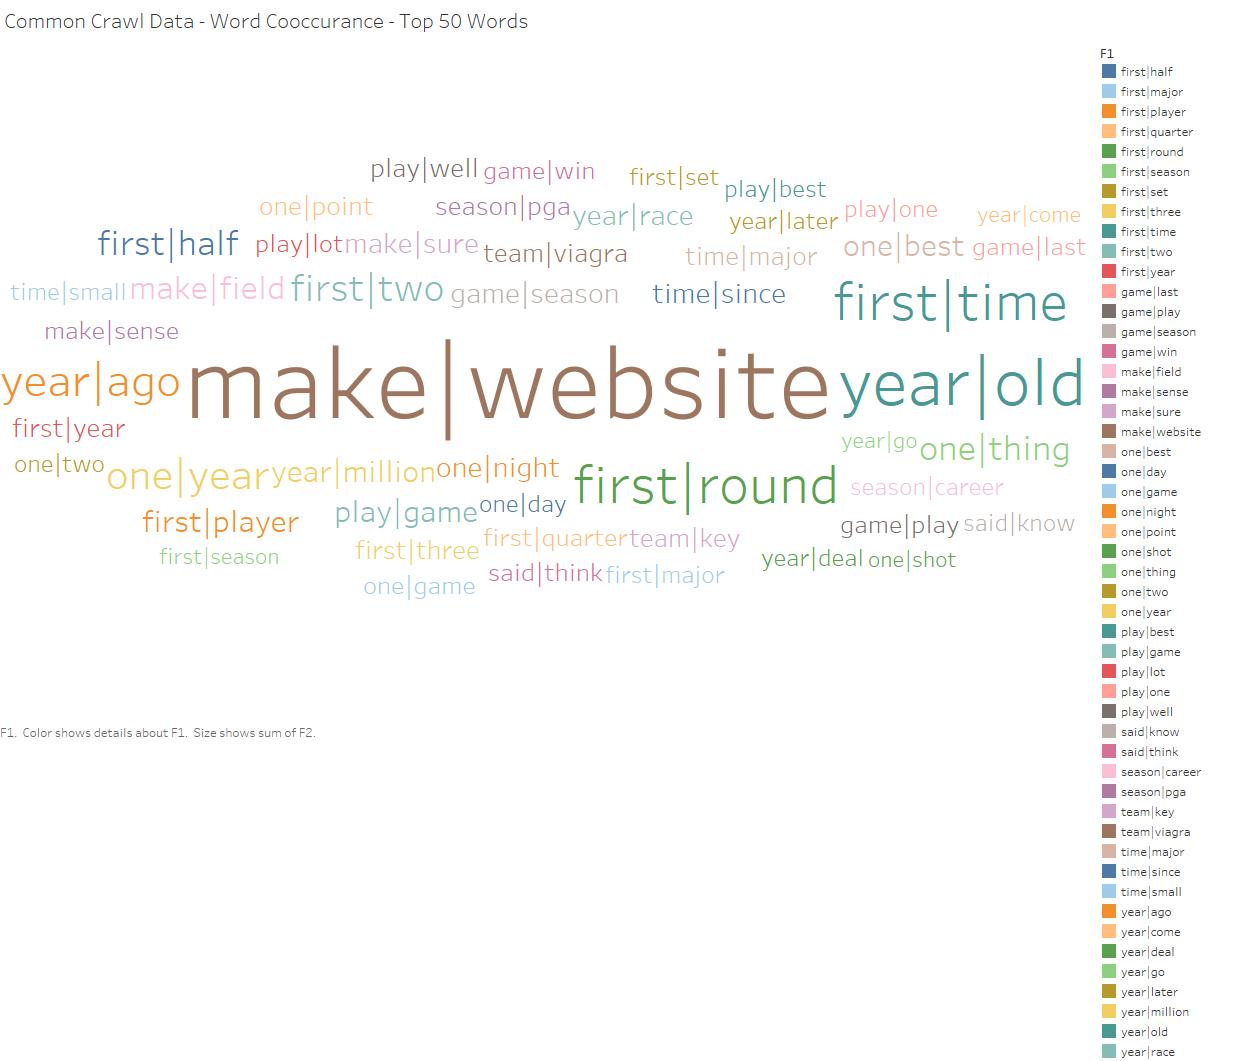 Common Crawl Data - Word Cooccurance - Top 50 Words
play|well game|win first|set play|best
one|point season|pga year|race year|later play|one year|come
first|half play|lot make|sure team|viagra time|major one|best game|last
time|small make|field first|two game|season time|since first|time
make|sense
year|ago make|website year|old
first|year
one|two one|year year|million one|night first|round year|go one|thing
season|career
first|player play|game one|day game|play said|know
first|season first|three first|quarter team|key year|deal one|shot
one|game said|think first|major
F1. Color shows details about F1. Size shows sum of F2.
F1
first|half
first|major
first|player
first|quarter
first|round
first|season
first|set
first|three
first|time
first|two
first|year
game|last
game|play
game|season
game|win
make|field
make|sense
make|sure
make|website
one|best
one|day
one|game
one|night
one|point
one|shot
one|thing
one|two
one|year
play|best
play|game
play|lot
play|one
play|well
said|know
said|think
season|career
season|pga
team|key
team|viagra
time|major
time|since
time|small
year|ago
year|come
year|deal
year|go
year|later
year|million
year|old
year|race